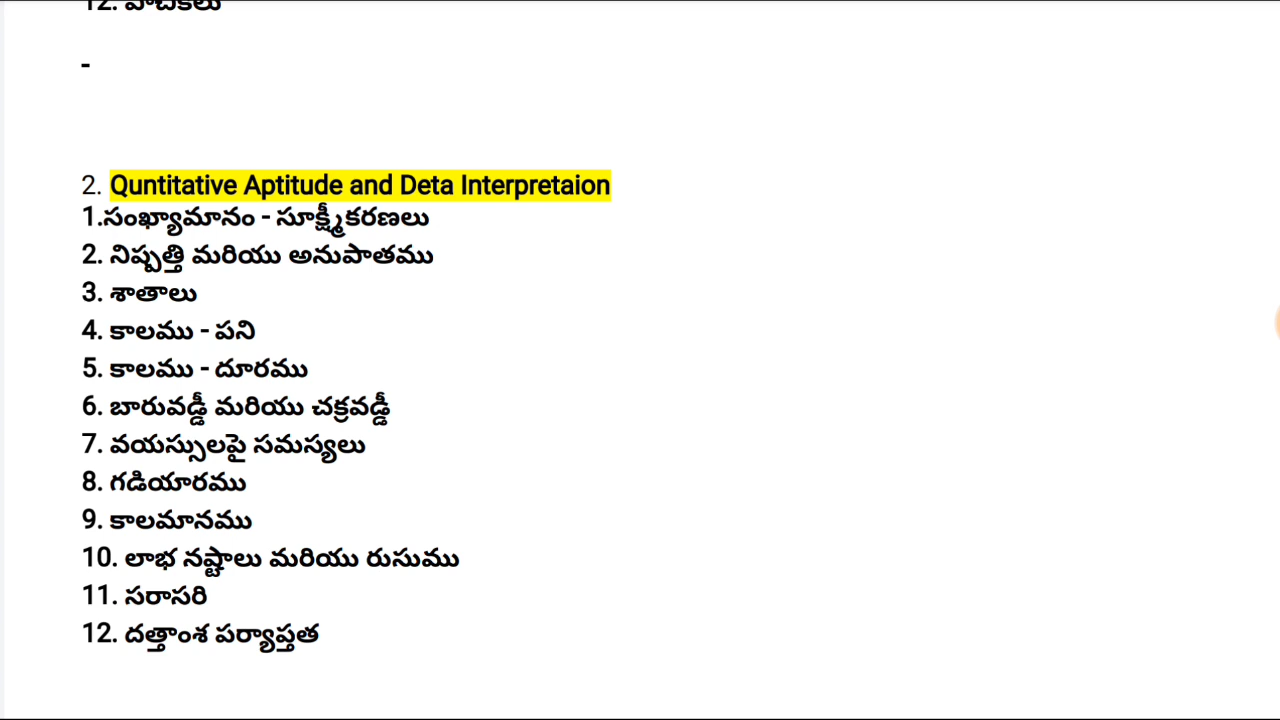 12. వాచకలు
-
2. Quntitative Aptitude and Deta Interpretaion
1.సంఖ్యామానం - సూక్ష్మీకరణలు
2. నిష్పత్తి మరియు అనుపాతము
3. శాతాలు
4. కాలము - పని
5. కాలము - దూరము
6. బారువడ్డీ మరియు చక్రవడ్డీ
7. వయస్సులపై సమస్యలు
8. గడియారము
9. కాలమానము
10. లాభ నష్టాలు మరియు రుసుము
11. సరాసరి
12. దత్తాంశ పర్యాప్తత